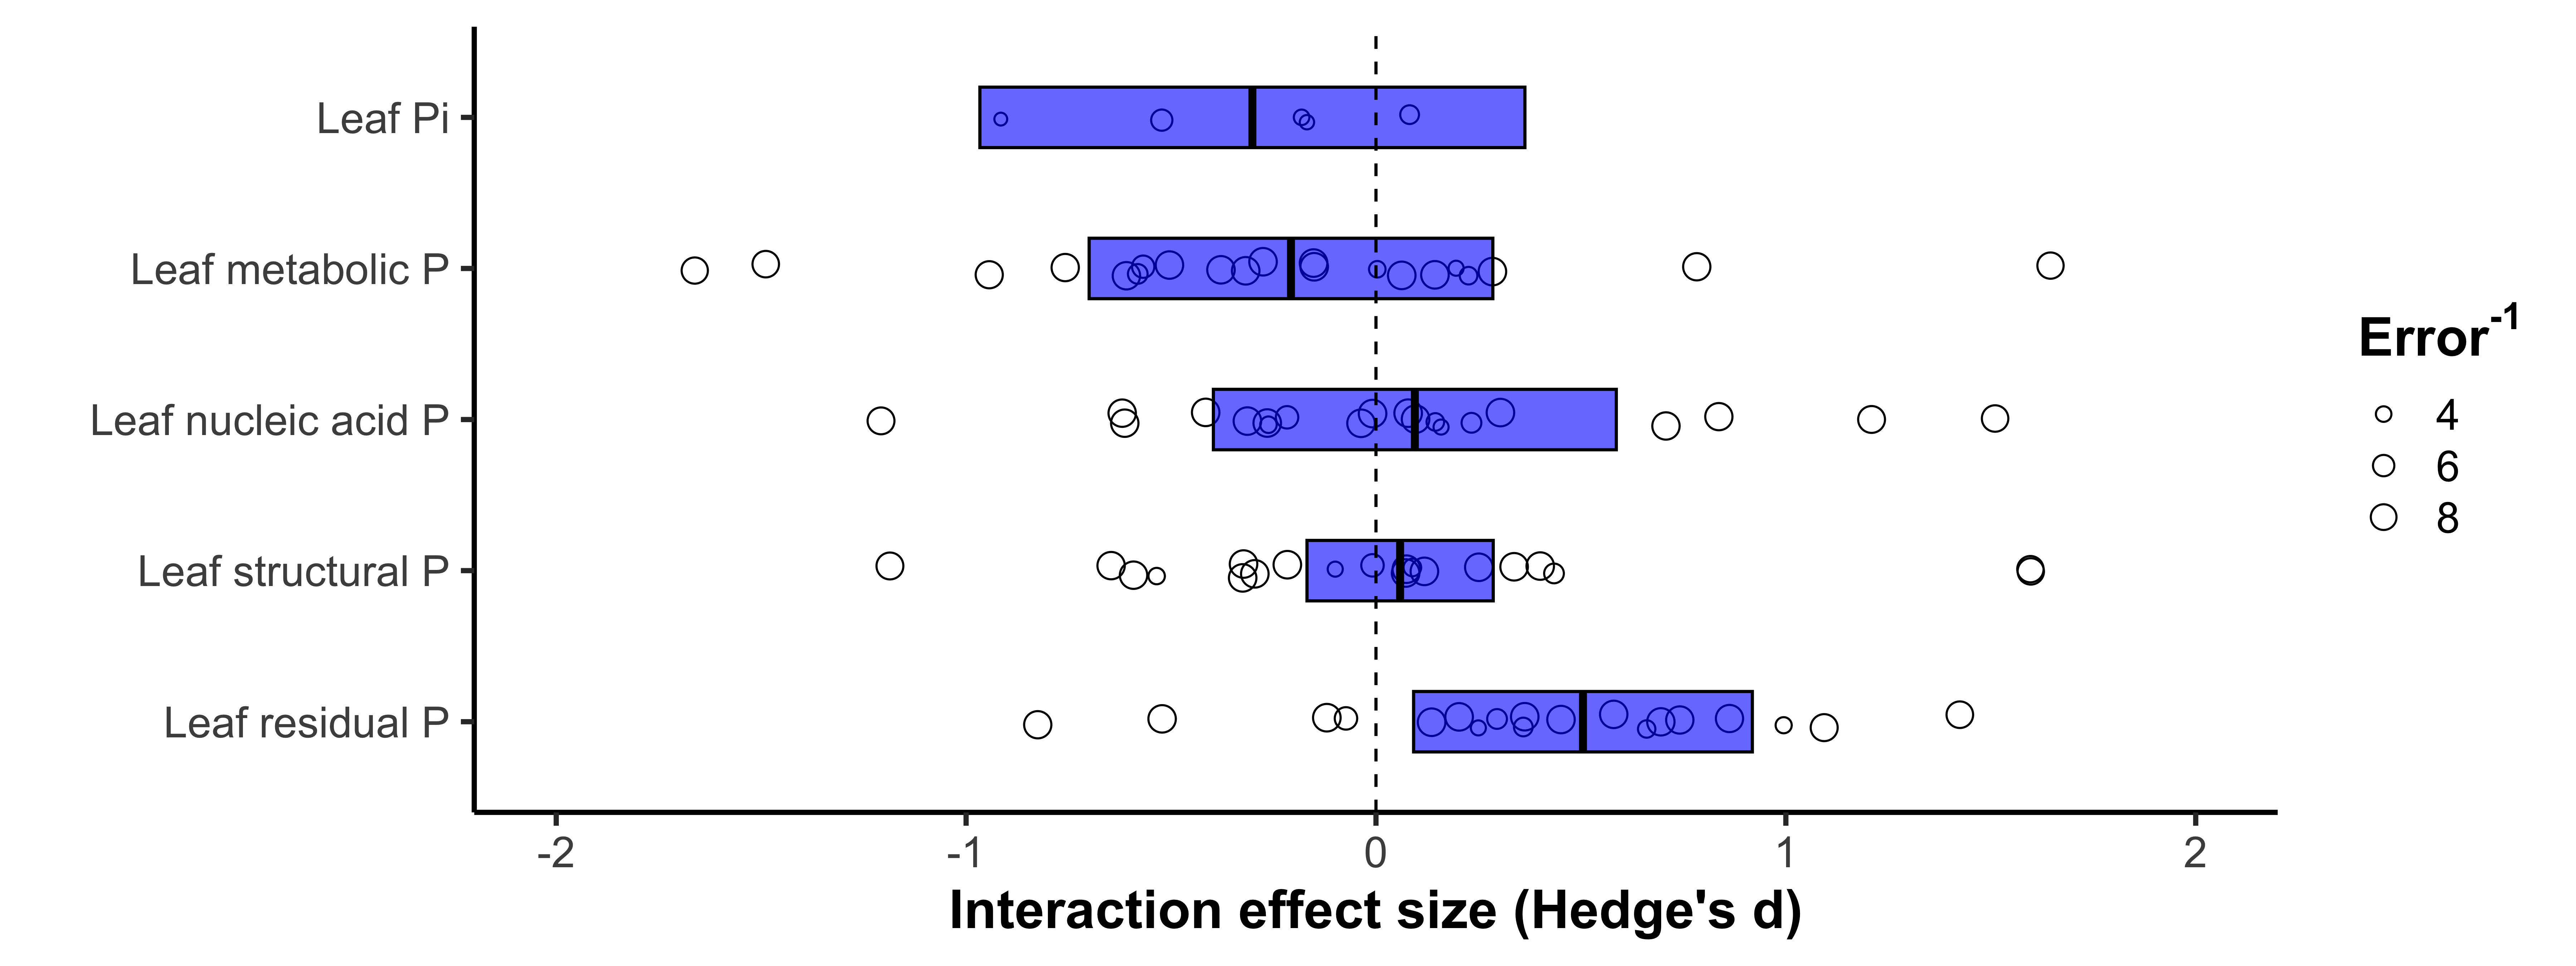 Leaf Pi
Leaf metabolic P
Leaf nucleic acid P
Leaf structural P
Leaf residual P
-2 -1 0 1 2
Interaction effect size (Hedge's d)
Error-1
4
6
8